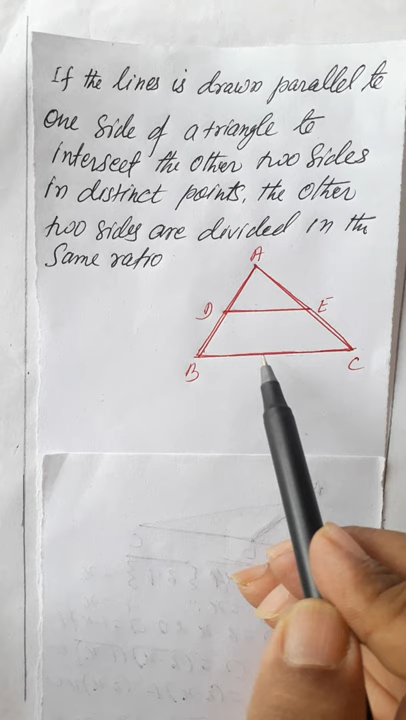 If the lines is drawn parallel to
One side of a triangle to
intersect the other two sides
in distinct points, the other
two sides are divided in the
Same ratio
A
D E
B C